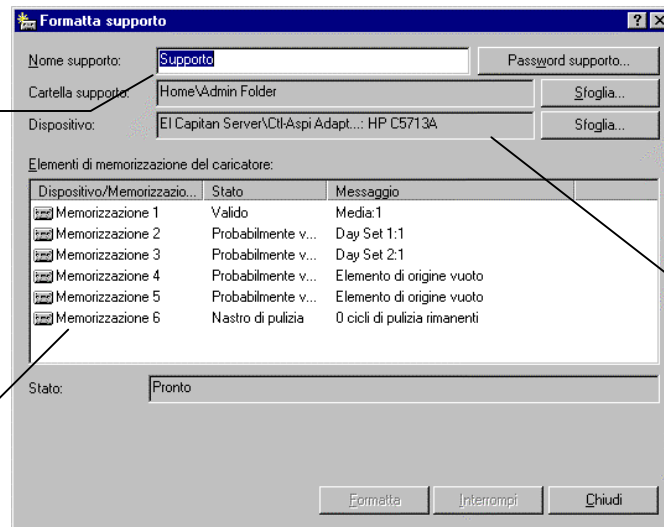 Formatta supporto
Nome supporto: Supporto Password supporto...
Cartella supporto: Home\Admin Folder Sfoglia...
Dispositivo: El Capitan Server\Ctl-Aspi Adapt...: HP C5713A Sfoglia...
Elementi di memorizzazione del caricatore:
Dispositivo/Memorizzazio... Stato Messaggio
Memorizzazione 1 Valido Media:1
Memorizzazione 2 Probabilmente v... Day Set 1:1
Memorizzazione 3 Probabilmente v... Day Set 2:1
Memorizzazione 4 Probabilmente v... Elemento di origine vuoto
Memorizzazione 5 Probabilmente v... Elemento di origine vuoto
Memorizzazione 6 Nastro di pulizia 0 cicli di pulizia rimanenti
Stato: Pronto
Formatta Interrompi Chiudi